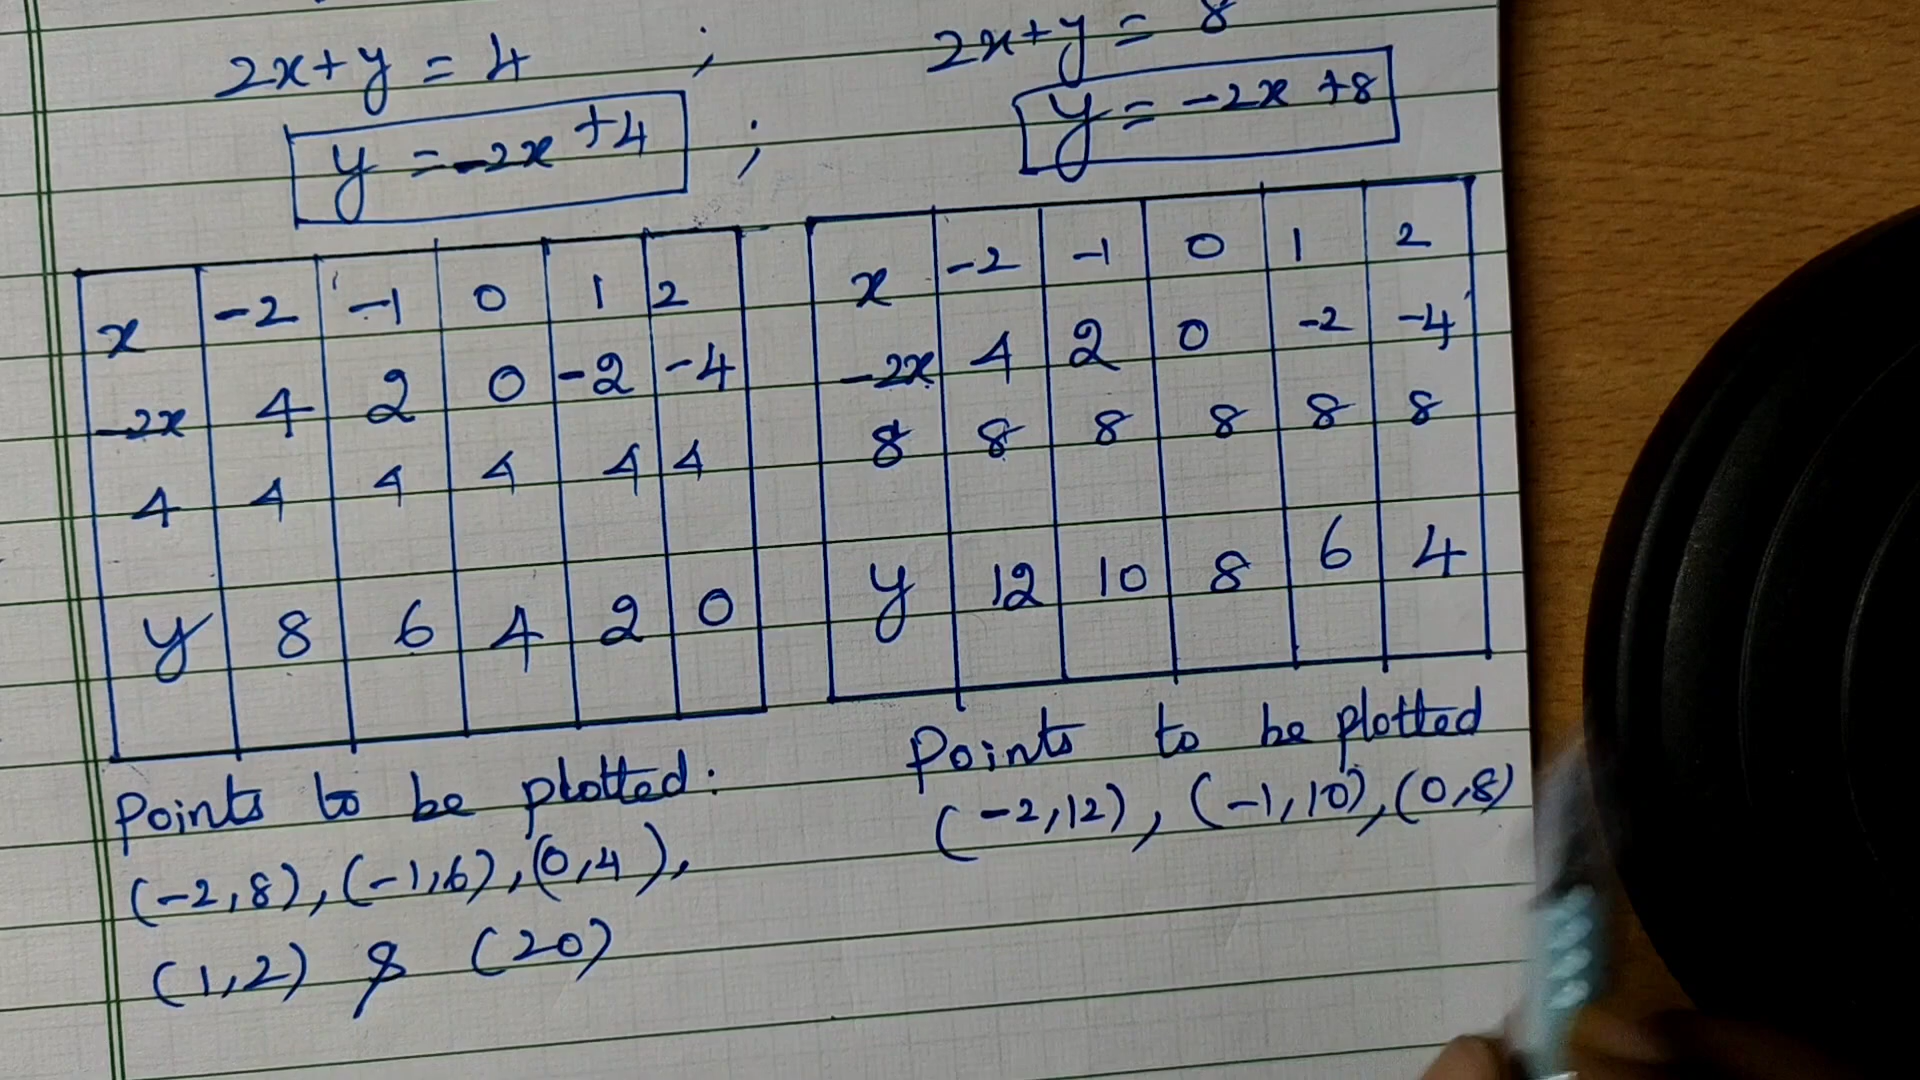 2x+y = 4 ; 2x+y = 8
y = -2x +4 ; y = -2x +8
x -2 -1 0 1 2
-2x 4 2 0 -2 -4
4 4 4 4 4 4
y 8 6 4 2 0
Points to be plotted:
(-2,8), (-1,6), (0,4),
(1,2) & (20)
x -2 -1 0 1 2
-2x 4 2 0 -2 -4
8 8 8 8 8 8
y 12 10 8 6 4
Points to be plotted
(-2,12), (-1,10), (0,8)